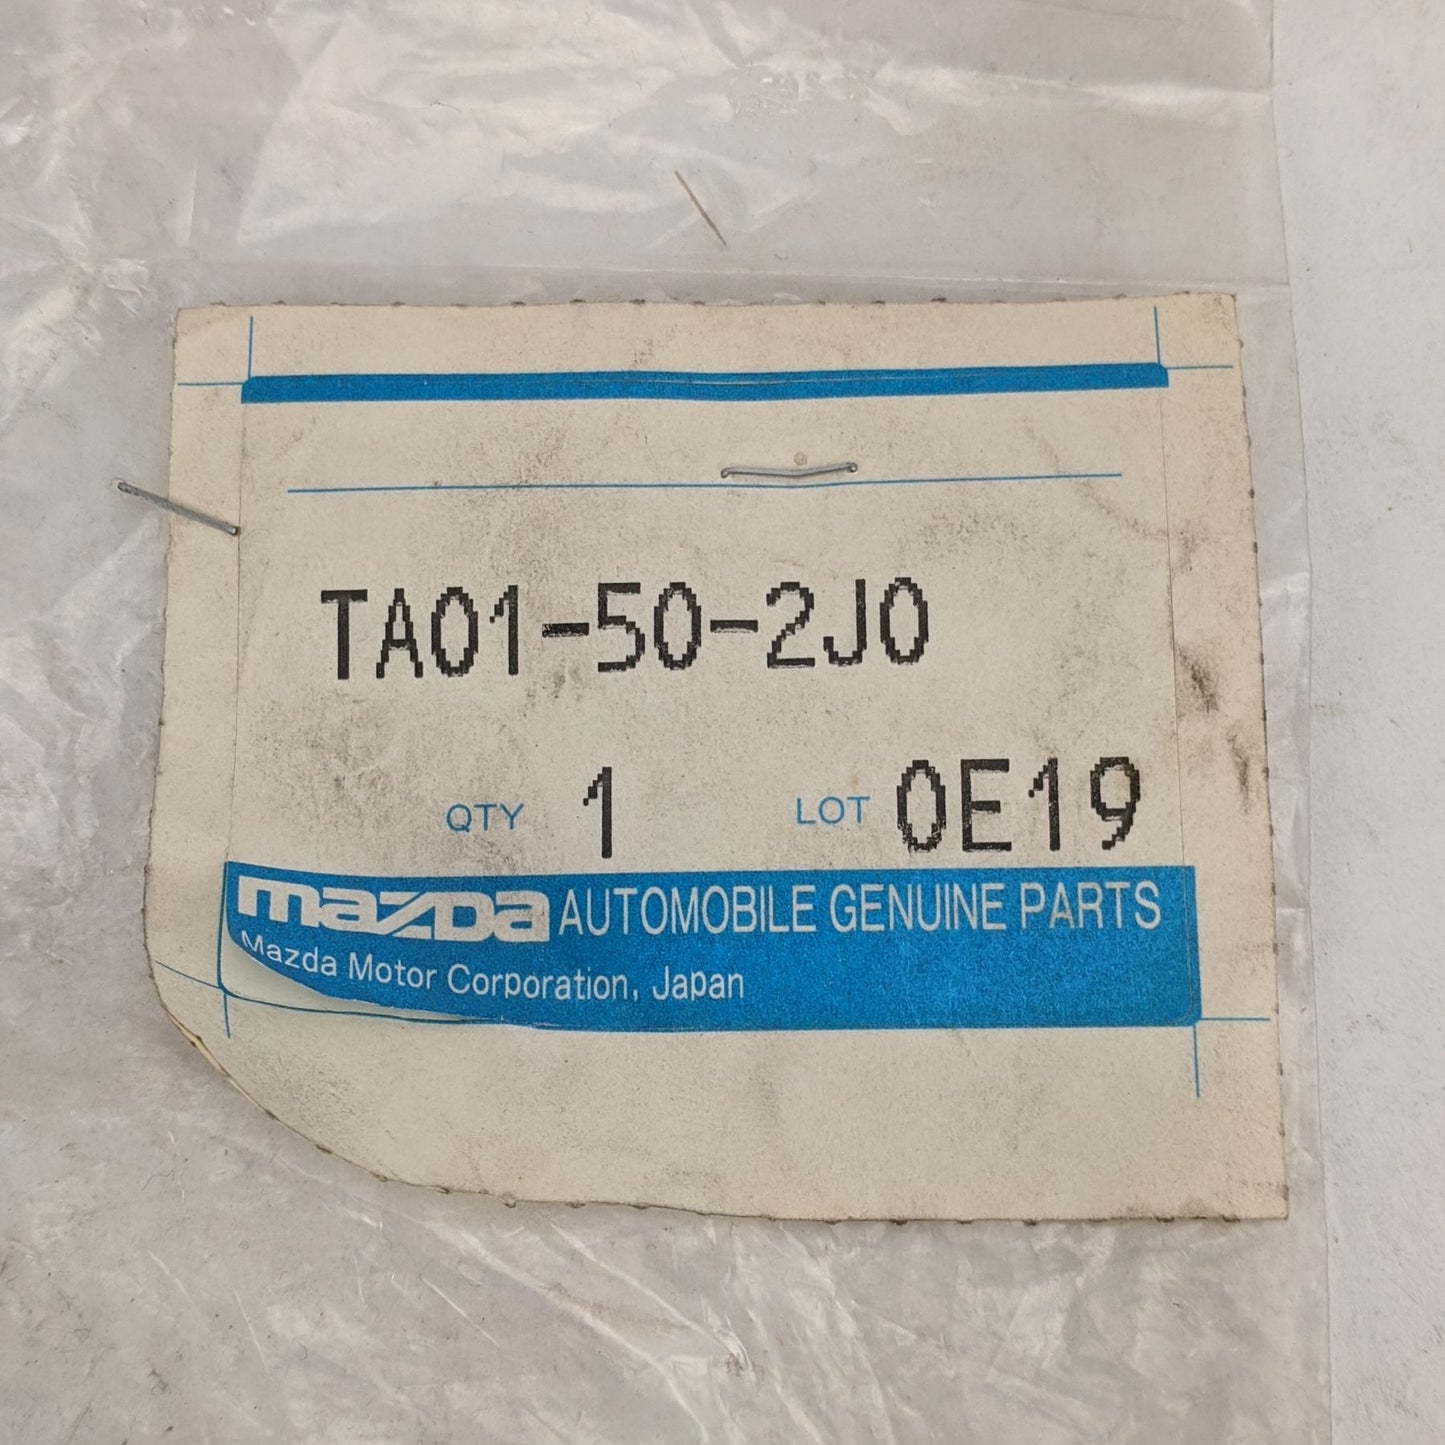 TA01-50-2J0
QTY 1 LOT 0E19
mazda AUTOMOBILE GENUINE PARTS
Mazda Motor Corporation, Japan